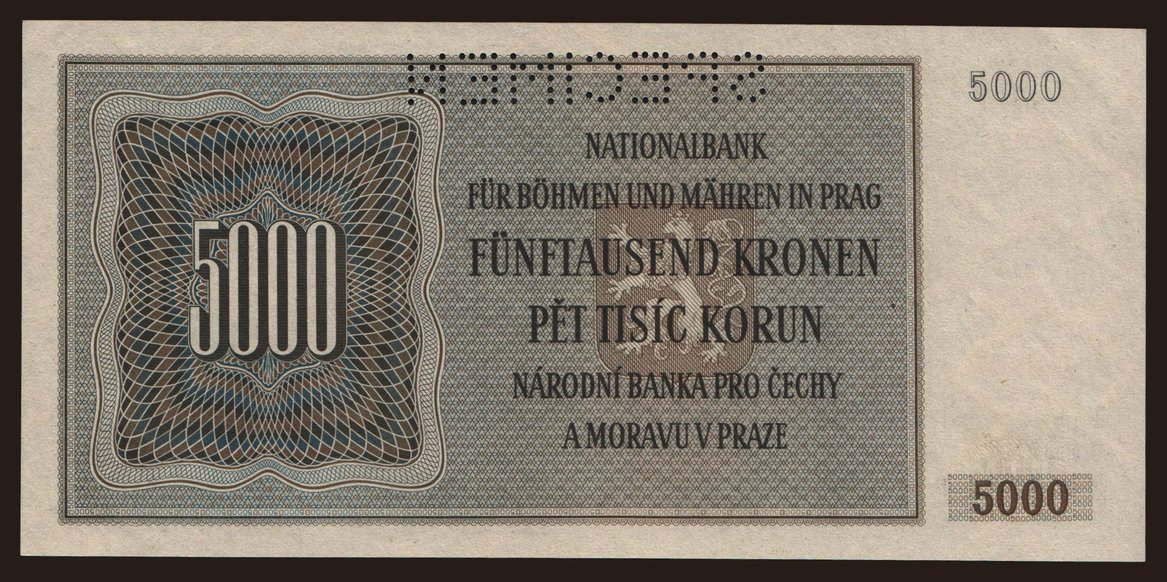 SPECIMEN
5000
NATIONALBANK
FÜR BÖHMEN UND MÄHREN IN PRAG
5000
FÜNFTAUSEND KRONEN
PĚT TISÍC KORUN
NÁRODNÍ BANKA PRO ČECHY
A MORAVU V PRAZE
5000